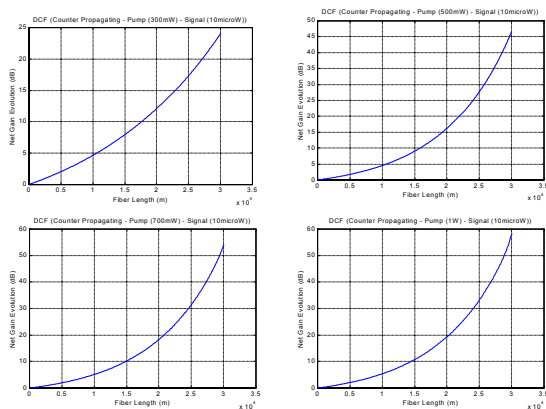 DCF (Counter Propagating - Pump (300mW) - Signal (10microW))
25
20
15
10
5
0
Net Gain Evolution (dB)
0 0.5 1 1.5 2 2.5 3 3.5
Fiber Length (m)
x 10^4
DCF (Counter Propagating - Pump (500mW) - Signal (10microW))
50
45
40
35
30
25
20
15
10
5
0
Net Gain Evolution (dB)
0 0.5 1 1.5 2 2.5 3 3.5
Fiber Length (m)
x 10^4
DCF (Counter Propagating - Pump (700mW) - Signal (10microW))
60
50
40
30
20
10
0
Net Gain Evolution (dB)
0 0.5 1 1.5 2 2.5 3 3.5
Fiber Length (m)
x 10^4
DCF (Counter Propagating - Pump (1W) - Signal (10microW))
60
50
40
30
20
10
0
Net Gain Evolution (dB)
0 0.5 1 1.5 2 2.5 3 3.5
Fiber Length (m)
x 10^4